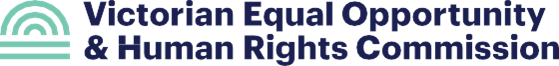 Victorian Equal Opportunity
& Human Rights Commission